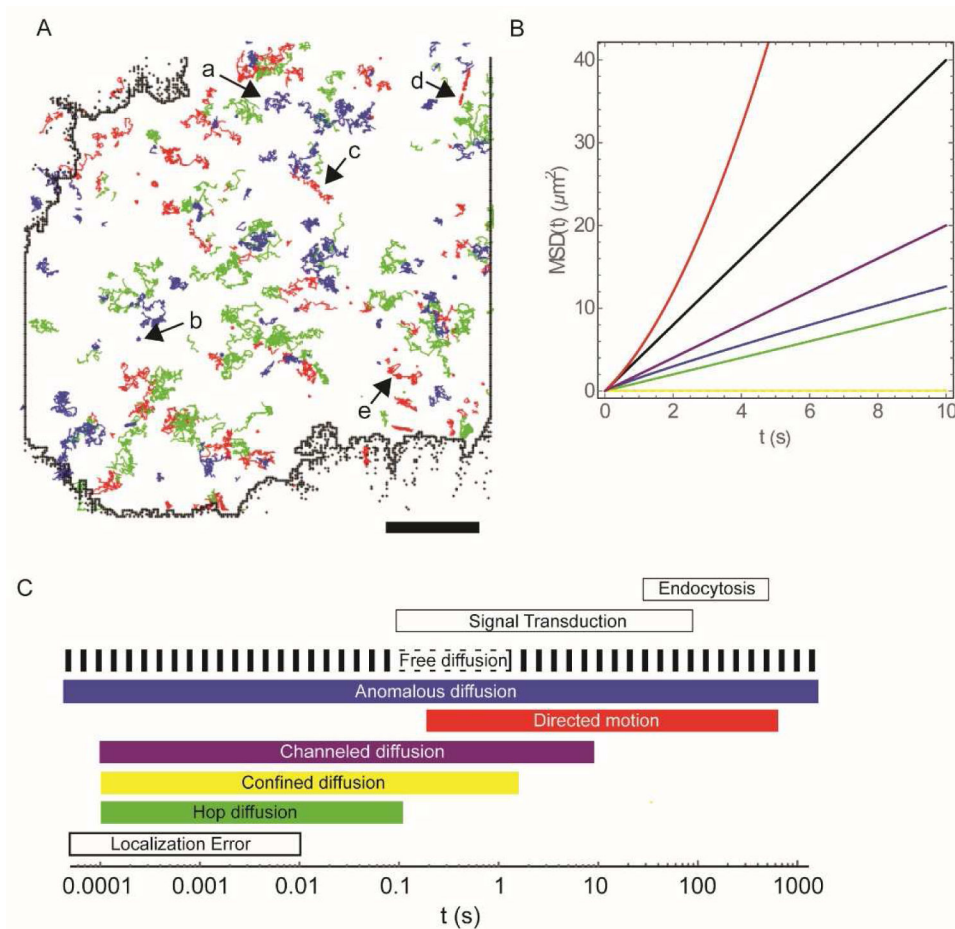 A
a
d
c
b
e
B
MSD(t) (μm²)
40
30
20
10
0
0 2 4 6 8 10
t (s)
C
Endocytosis
Signal Transduction
Free diffusion
Anomalous diffusion
Directed motion
Channeled diffusion
Confined diffusion
Hop diffusion
Localization Error
0.0001 0.001 0.01 0.1 1 10 100 1000
t (s)